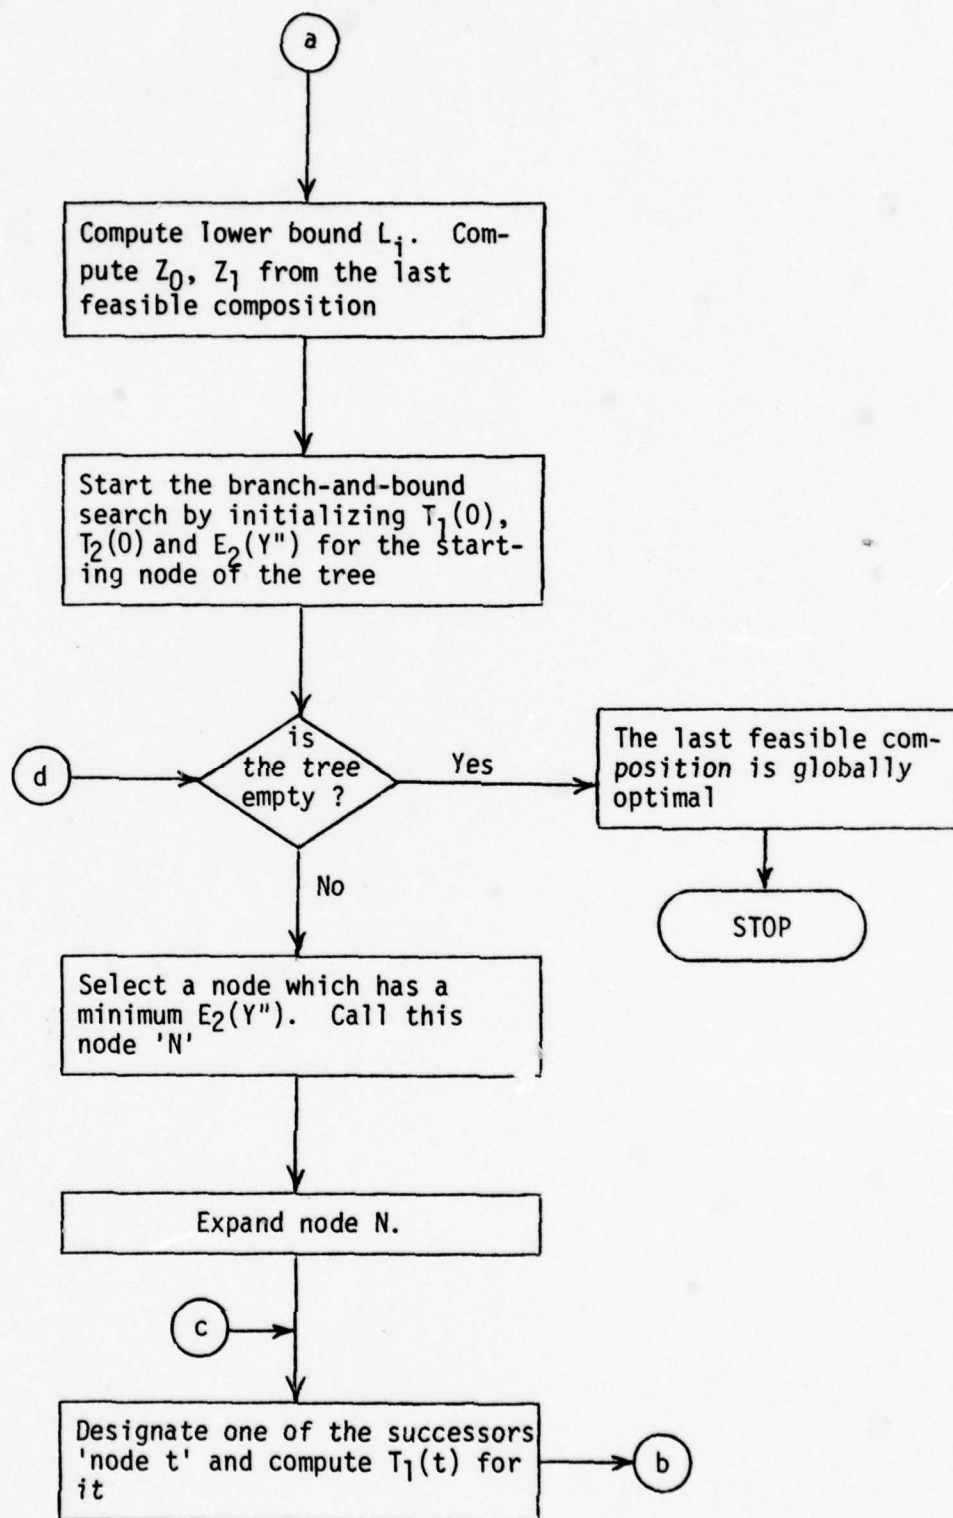 a
Compute lower bound Lᵢ. Com-
pute Z₀, Z₁ from the last
feasible composition
Start the branch-and-bound
search by initializing T₁(0),
T₂(0) and E₂(Y") for the start-
ing node of the tree
is
the tree
empty ?
d
Yes
The last feasible com-
position is globally
optimal
STOP
No
Select a node which has a
minimum E₂(Y"). Call this
node 'N'
Expand node N.
c
Designate one of the successors
'node t' and compute T₁(t) for
it
b